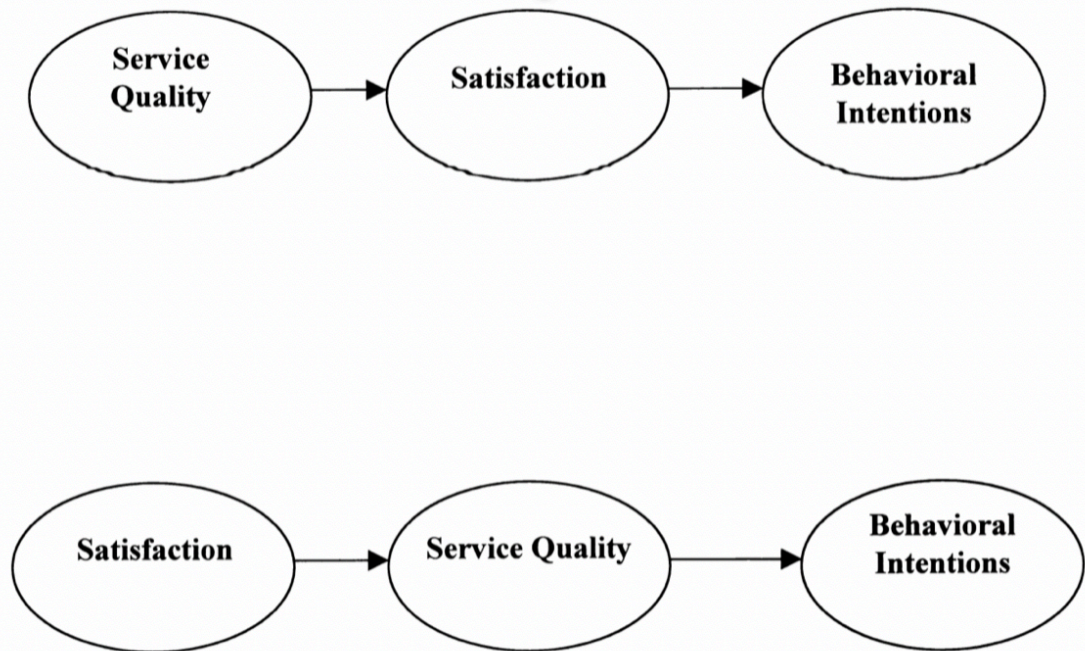 Service
Quality
Satisfaction
Behavioral
Intentions
Satisfaction
Service Quality
Behavioral
Intentions